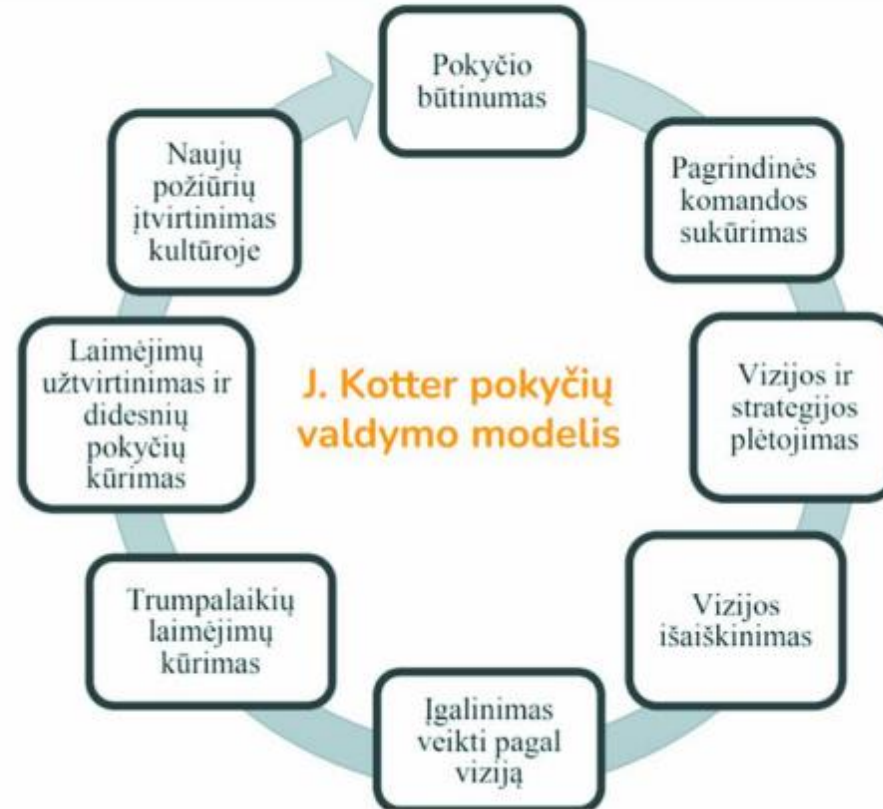 Pokyčio
būtinumas
Pagrindinės
komandos
sukūrimas
Vizijos ir
strategijos
plėtojimas
Vizijos
išaiškinimas
Įgalinimas
veikti pagal
viziją
Trumpalaikių
laimėjimų
kūrimas
Laimėjimų
užtvirtinimas ir
didesnių
pokyčių
kūrimas
Naujų
požiūrių
įtvirtinimas
kultūroje
J. Kotter pokyčių
valdymo modelis